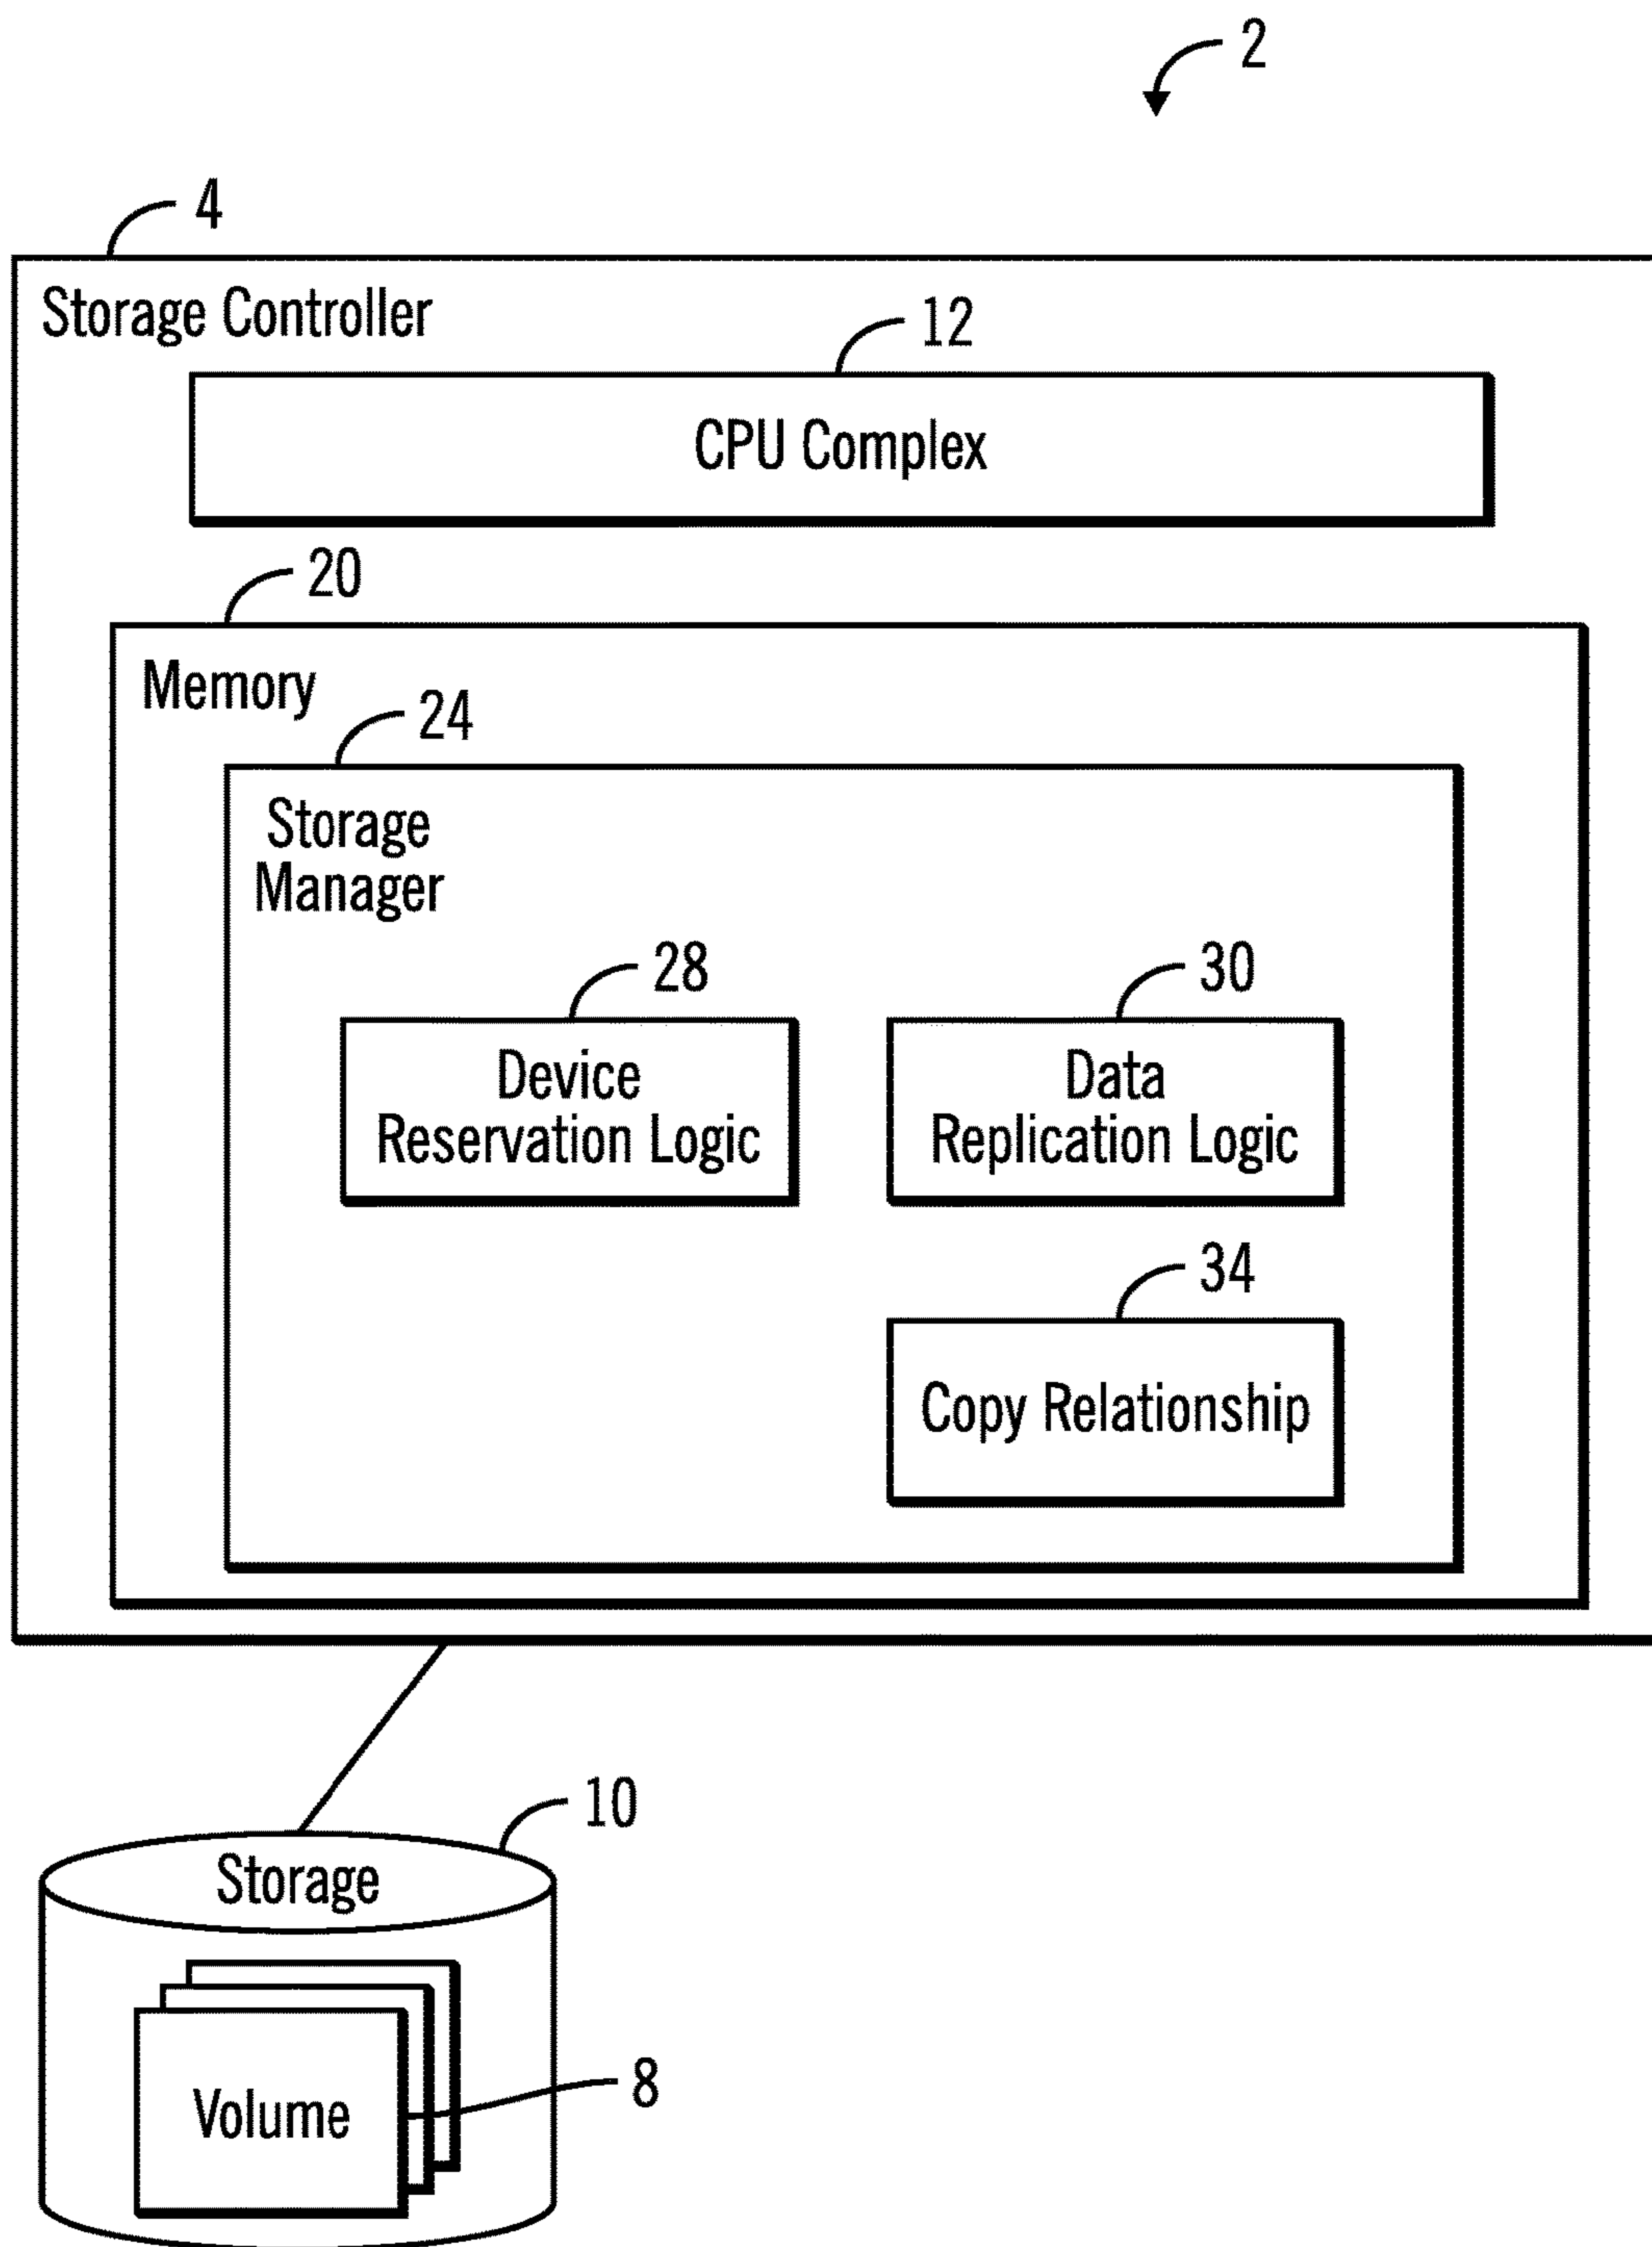 2
4
Storage Controller
12
CPU Complex
20
Memory
24
Storage
Manager
28
Device
Reservation Logic
30
Data
Replication Logic
34
Copy Relationship
10
Storage
Volume
8